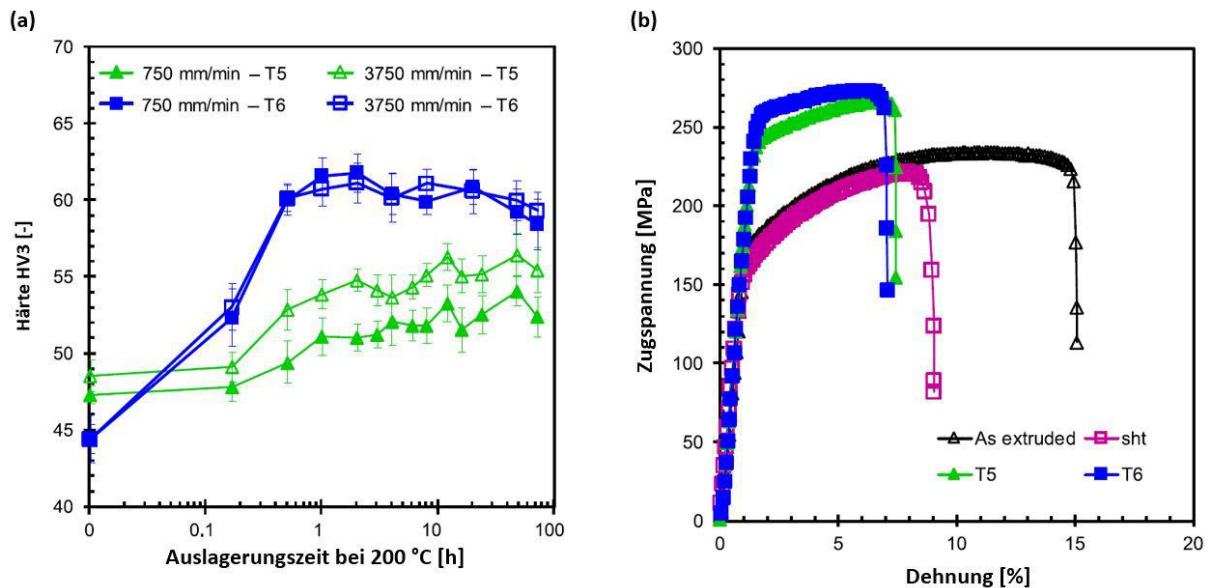 (a)
70
65
60
55
50
45
40
Härte HV3 [-]
750 mm/min – T5
3750 mm/min – T5
750 mm/min – T6
3750 mm/min – T6
0
0.1
1
10
100
Auslagerungszeit bei 200 °C [h]
(b)
300
250
200
150
100
50
0
Zugspannung [MPa]
As extruded
sht
T5
T6
0
5
10
15
20
Dehnung [%]